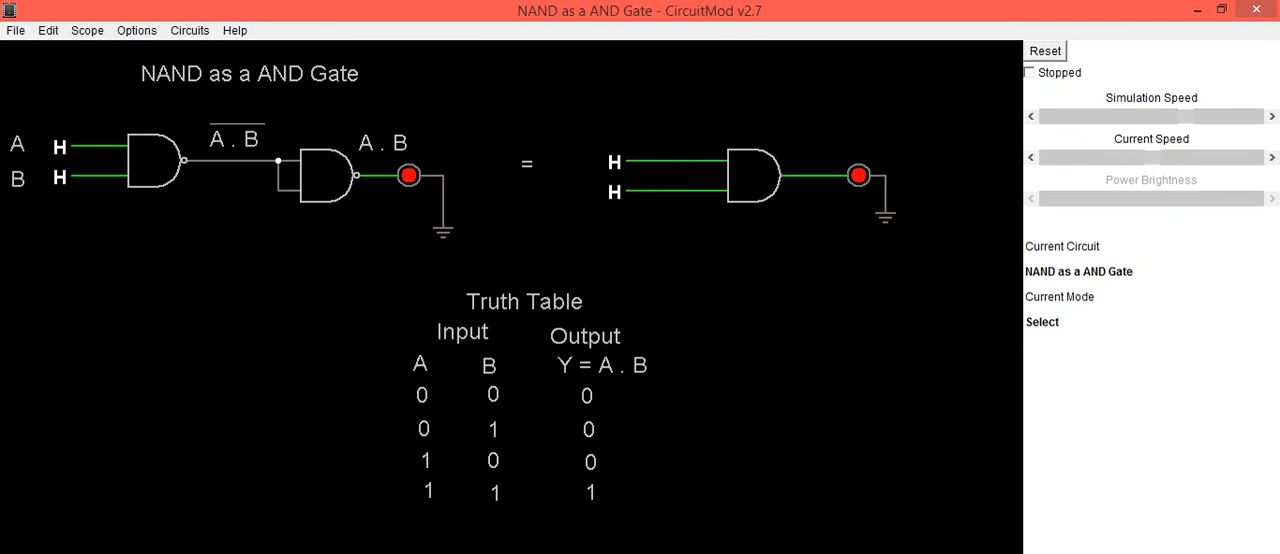 NAND as a AND Gate - CircuitMod v2.7
File Edit Scope Options Circuits Help
Reset
Stopped
Simulation Speed
Current Speed
Power Brightness
Current Circuit
NAND as a AND Gate
Current Mode
Select
NAND as a AND Gate
A H
B H
A . B
A . B
=
H
H
Truth Table
Input Output
A B Y = A . B
0 0 0
0 1 0
1 0 0
1 1 1